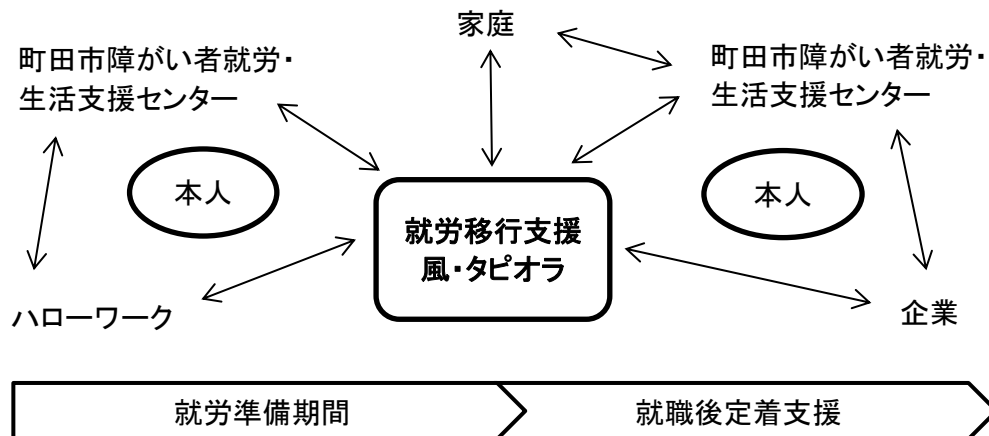 家庭
町田市障がい者就労・
生活支援センター
町田市障がい者就労・
生活支援センター
本人
就労移行支援
風・タピオラ
本人
ハローワーク
企業
就労準備期間
就職後定着支援